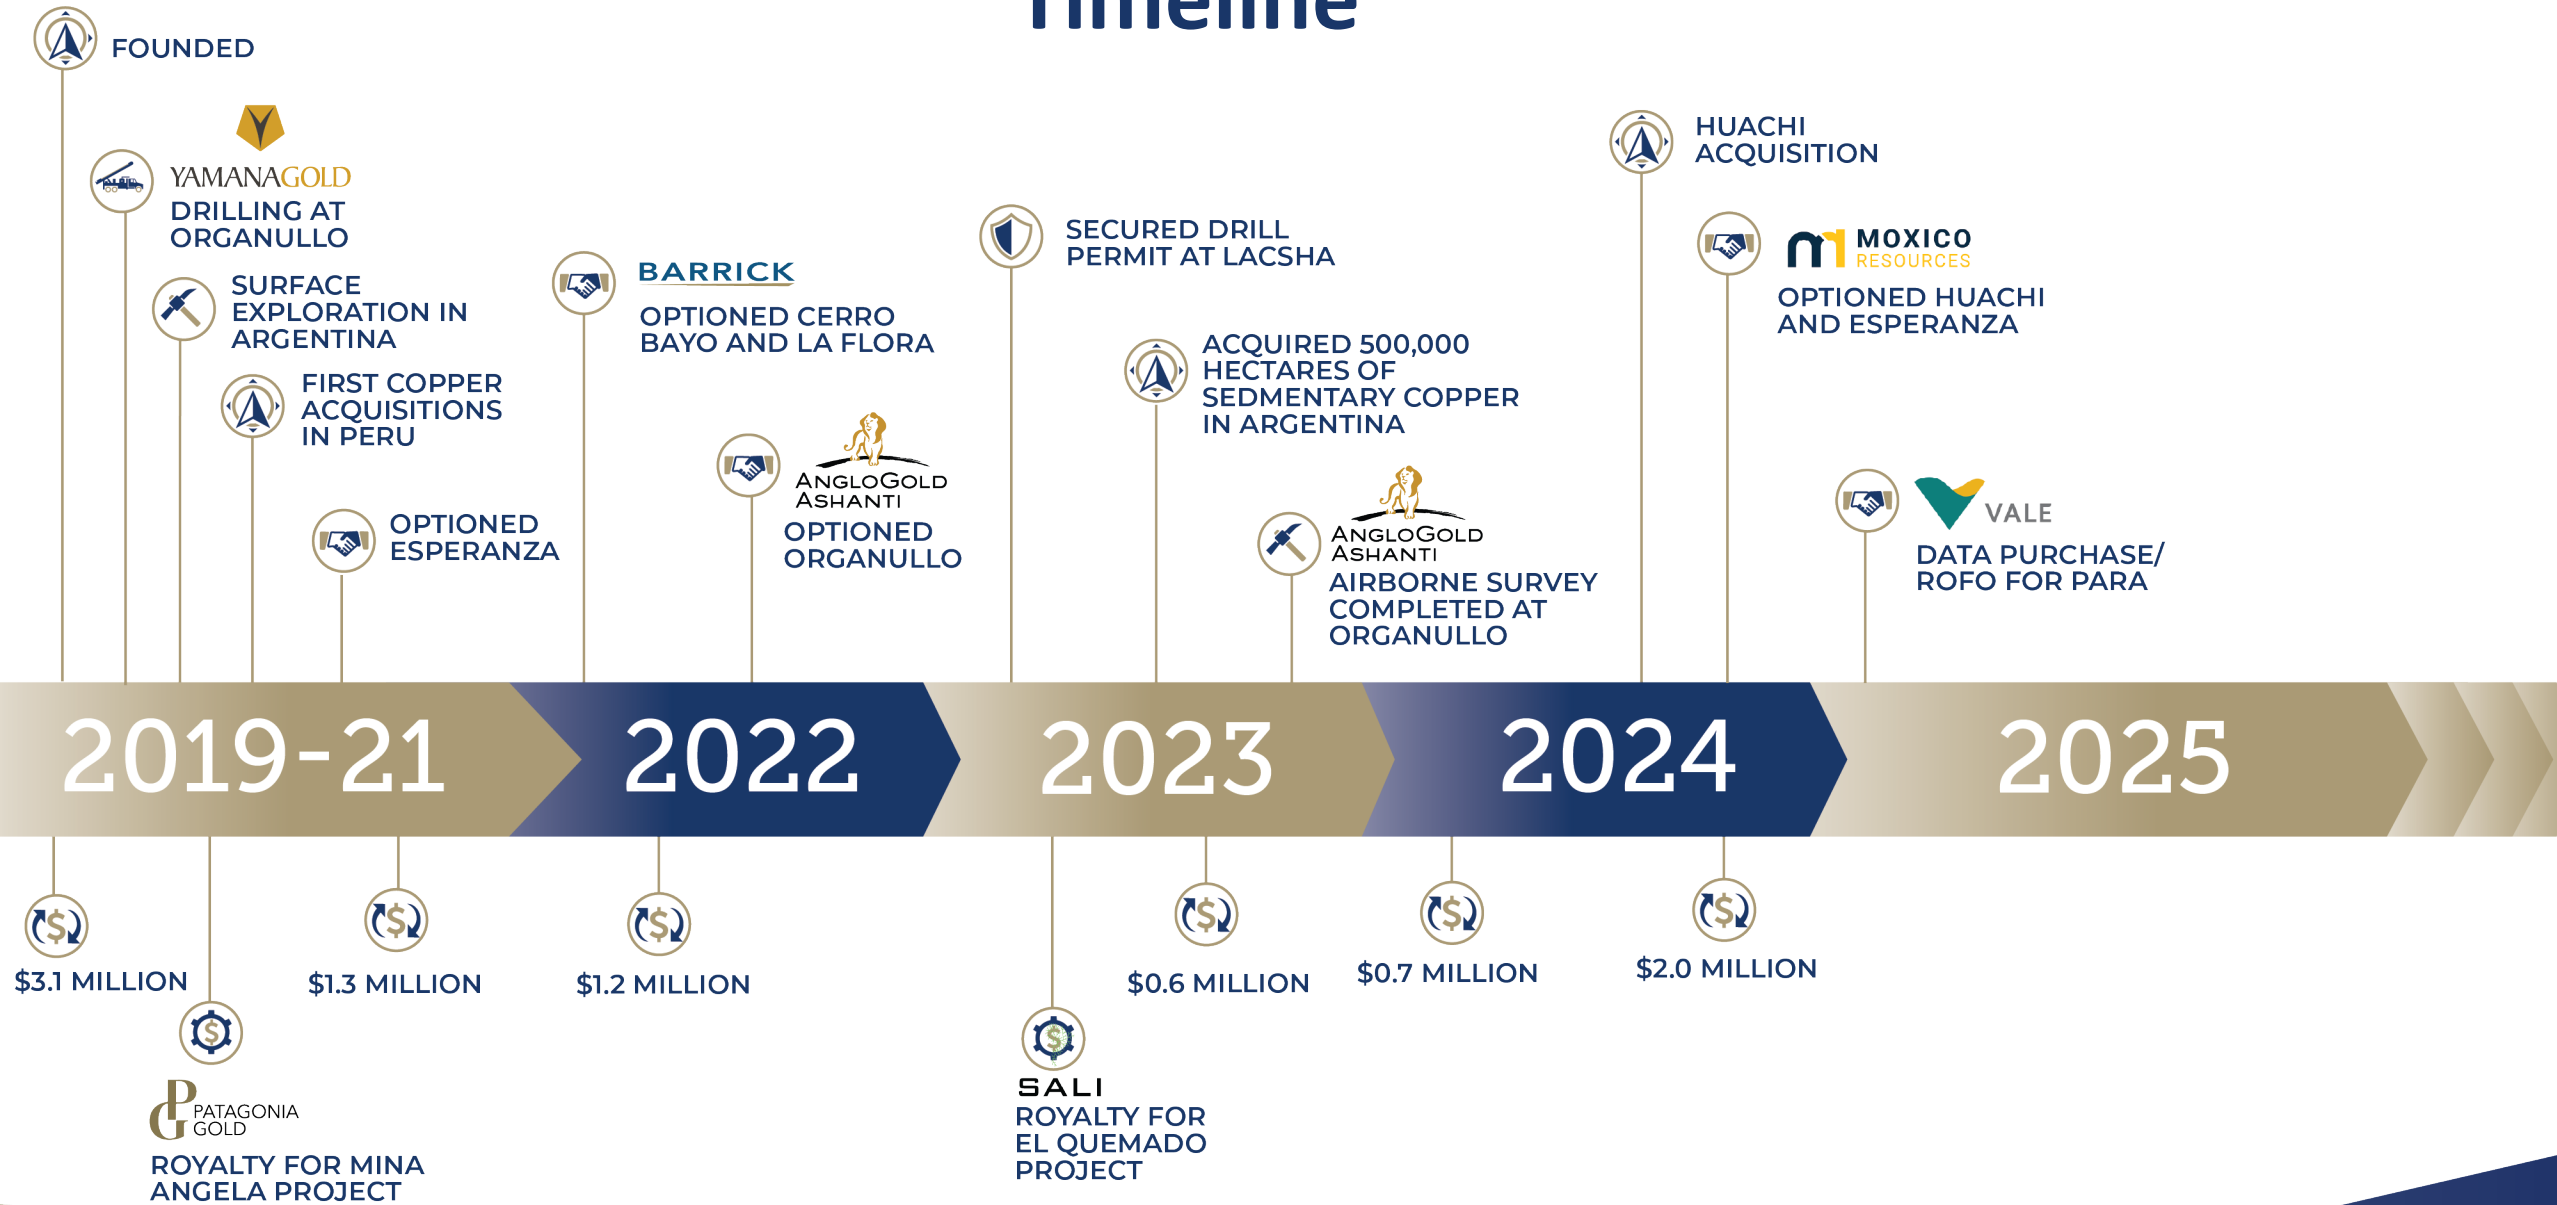 Timeline
FOUNDED
YAMANAGOLD
DRILLING AT
ORGANULLO
SURFACE
EXPLORATION IN
ARGENTINA
FIRST COPPER
ACQUISITIONS
IN PERU
OPTIONED
ESPERANZA
BARRICK
OPTIONED CERRO
BAYO AND LA FLORA
ANGLOGOLD
ASHANTI
OPTIONED
ORGANULLO
SECURED DRILL
PERMIT AT LACSHA
ACQUIRED 500,000
HECTARES OF
SEDMENTARY COPPER
IN ARGENTINA
ANGLOGOLD
ASHANTI
AIRBORNE SURVEY
COMPLETED AT
ORGANULLO
HUACHI
ACQUISITION
MOXICO
RESOURCES
OPTIONED HUACHI
AND ESPERANZA
VALE
DATA PURCHASE/
ROFO FOR PARA
2019-21
2022
2023
2024
2025
$3.1 MILLION
$1.3 MILLION
$1.2 MILLION
$0.6 MILLION
$0.7 MILLION
$2.0 MILLION
PATAGONIA
GOLD
ROYALTY FOR MINA
ANGELA PROJECT
SALI
ROYALTY FOR
EL QUEMADO
PROJECT